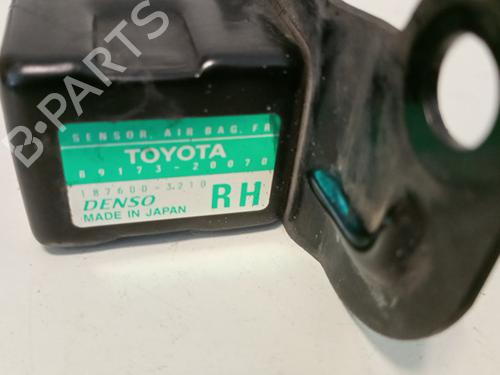 SENSOR, AIR BAG, FR
TOYOTA
89173-20070
187600-3210
DENSO
MADE IN JAPAN
RH
B-PARTS